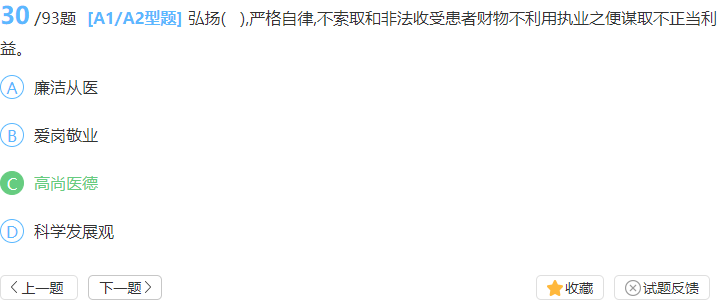 30 /93题 [A1/A2型题] 弘扬( ),严格自律,不索取和非法收受患者财物不利用执业之便谋取不正当利
益。
A 廉洁从医
B 爱岗敬业
C 高尚医德
D 科学发展观
上一题 下一题 收藏 试题反馈